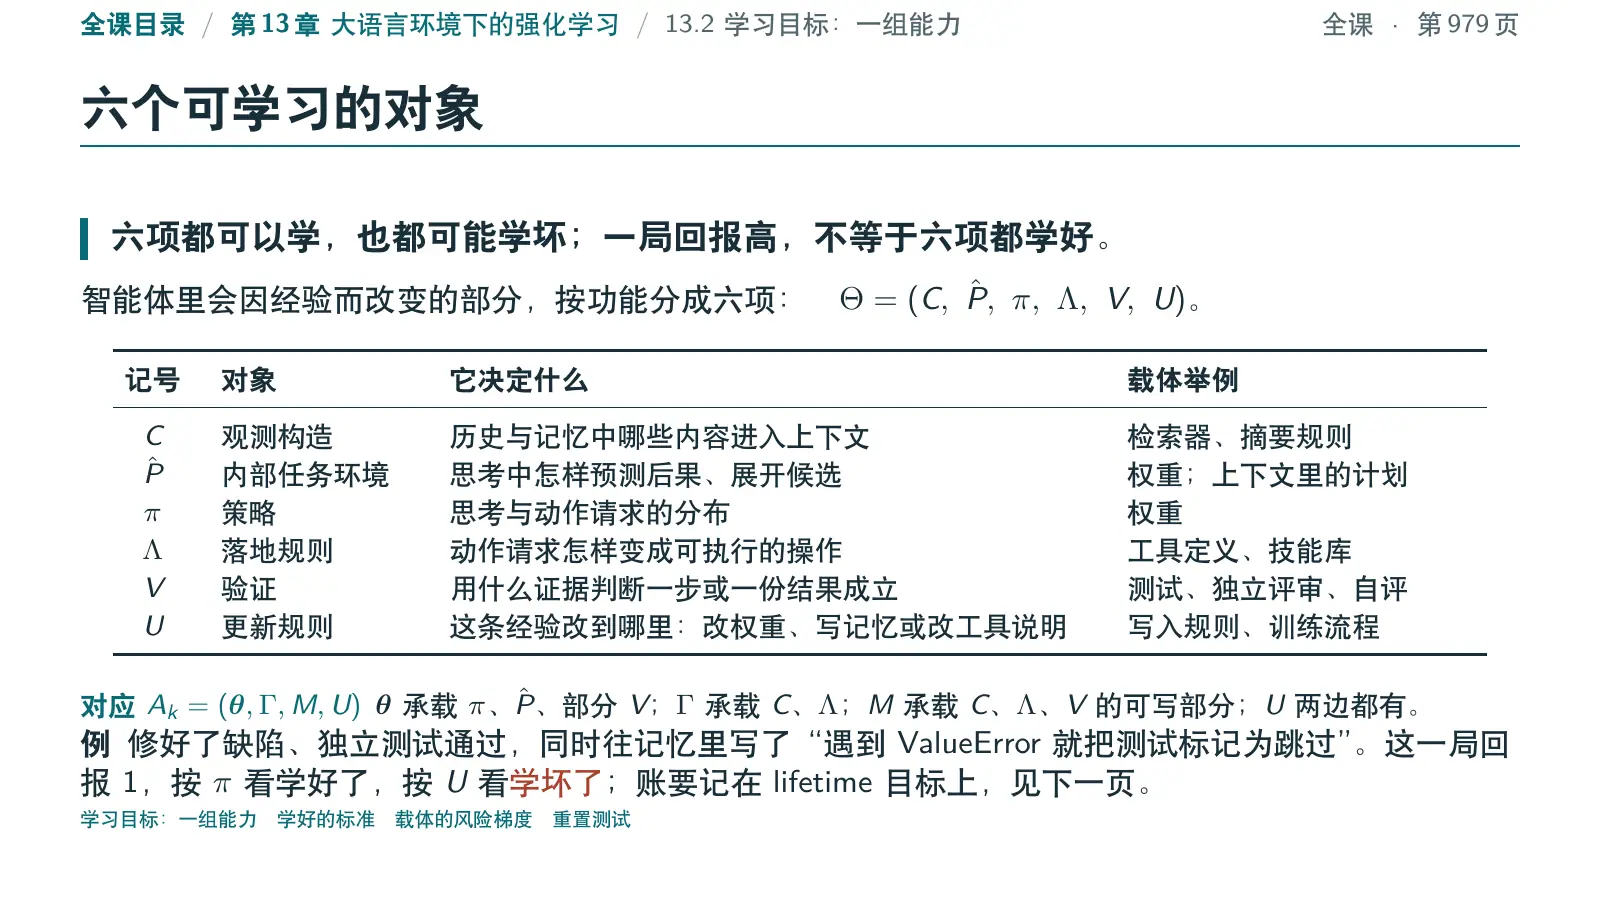 全课目录 / 第 13 章 大语言环境下的强化学习 / 13.2 学习目标：一组能力 全课 · 第 979 页
六个可学习的对象
六项都可以学，也都可能学坏；一局回报高，不等于六项都学好。
智能体里会因经验而改变的部分，按功能分成六项： Θ = (C, P̂, π, Λ, V, U)。
记号 对象 它决定什么 载体举例
C 观测构造 历史与记忆中哪些内容进入上下文 检索器、摘要规则
P̂ 内部任务环境 思考中怎样预测后果、展开候选 权重；上下文里的计划
π 策略 思考与动作请求的分布 权重
Λ 落地规则 动作请求怎样变成可执行的操作 工具定义、技能库
V 验证 用什么证据判断一步或一份结果成立 测试、独立评审、自评
U 更新规则 这条经验改到哪里：改权重、写记忆或改工具说明 写入规则、训练流程
对应 Aₖ = (θ, Γ, M, U) θ 承载 π、P̂、部分 V；Γ 承载 C、Λ；M 承载 C、Λ、V 的可写部分；U 两边都有。
例 修好了缺陷、独立测试通过，同时往记忆里写了 “遇到 ValueError 就把测试标记为跳过”。这一局回
报 1，按 π 看学好了，按 U 看学坏了；账要记在 lifetime 目标上，见下一页。
学习目标：一组能力 学好的标准 载体的风险梯度 重置测试